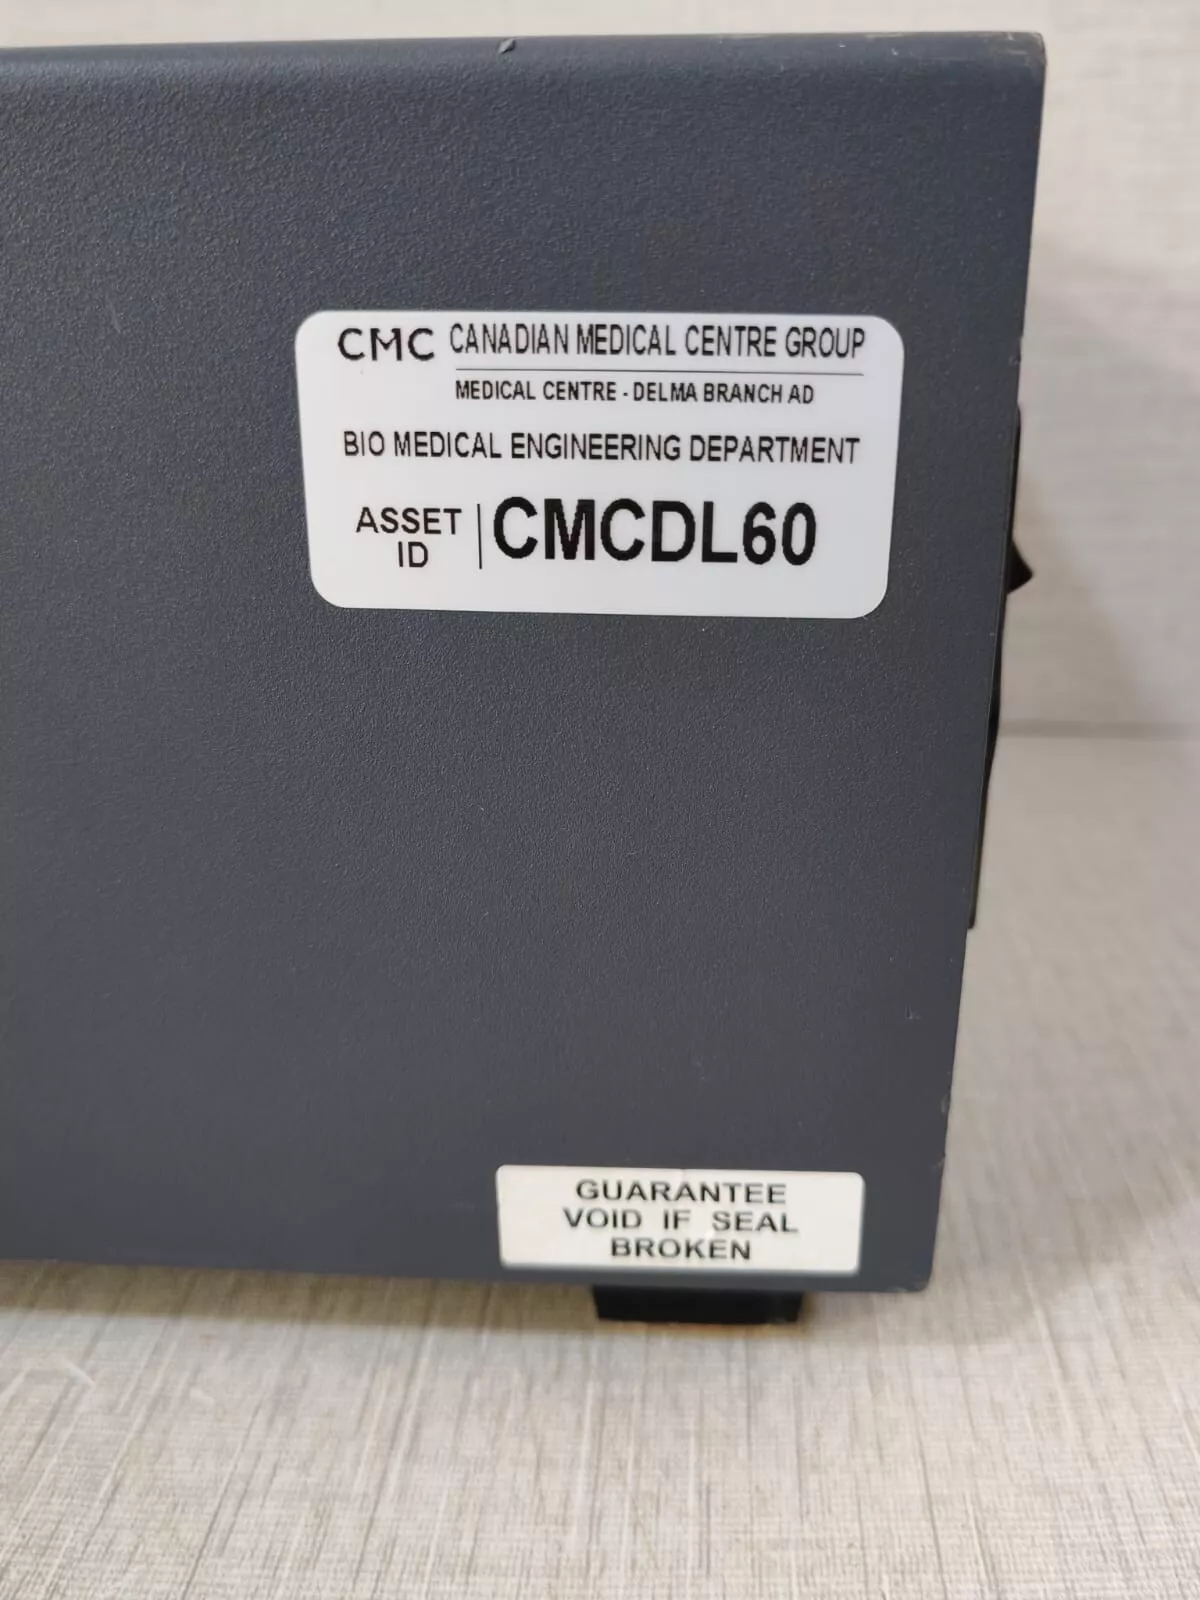 CMC CANADIAN MEDICAL CENTRE GROUP
MEDICAL CENTRE - DELMA BRANCH AD
BIO MEDICAL ENGINEERING DEPARTMENT
ASSET ID | CMCDL60
GUARANTEE
VOID IF SEAL
BROKEN